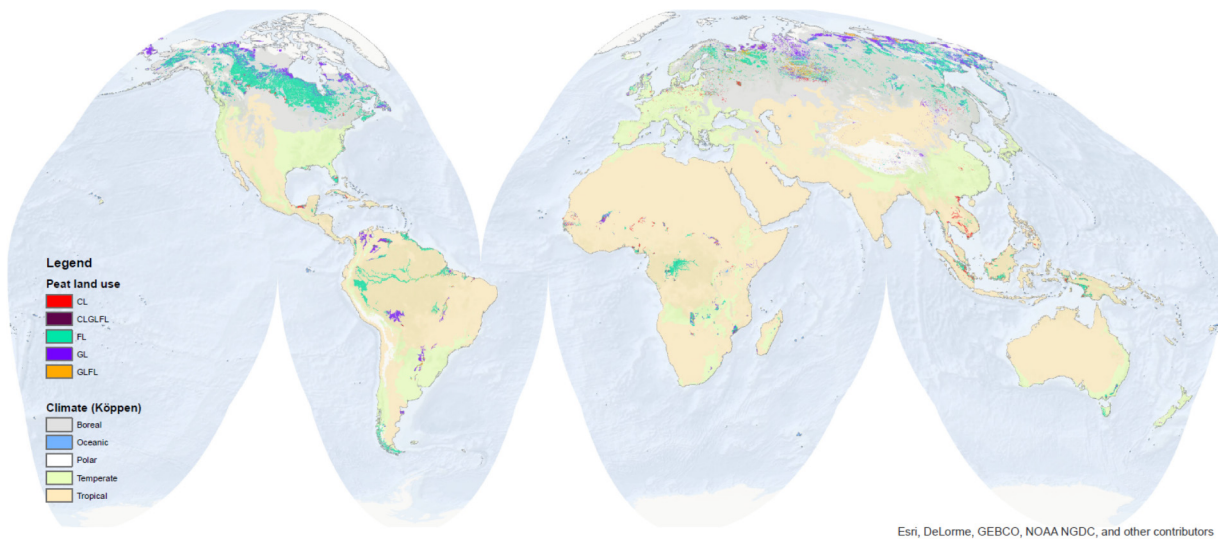 Legend
Peat land use
CL
CLGLFL
FL
GL
GLFL
Climate (Köppen)
Boreal
Oceanic
Polar
Temperate
Tropical
Esri, DeLorme, GEBCO, NOAA NGDC, and other contributors